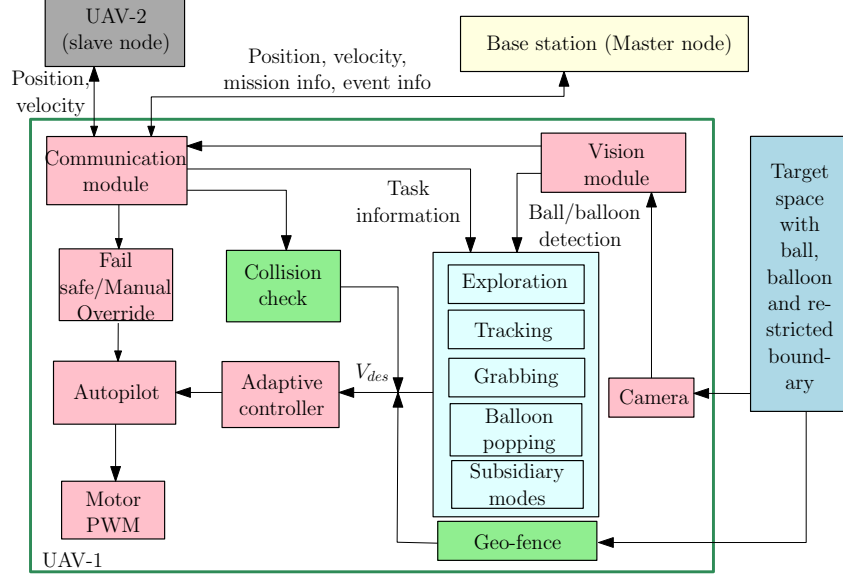 UAV-2
(slave node)
Base station (Master node)
Position, velocity,
mission info, event info
Position,
velocity
Communication
module
Vision
module
Task
information
Ball/balloon
detection
Target
space
with
ball,
balloon
and re-
stricted
bound-
ary
Fail
safe/Manual
Override
Collision
check
Exploration
Tracking
Grabbing
Balloon
popping
Subsidiary
modes
V_des
Autopilot
Adaptive
controller
Camera
Motor
PWM
Geo-fence
UAV-1